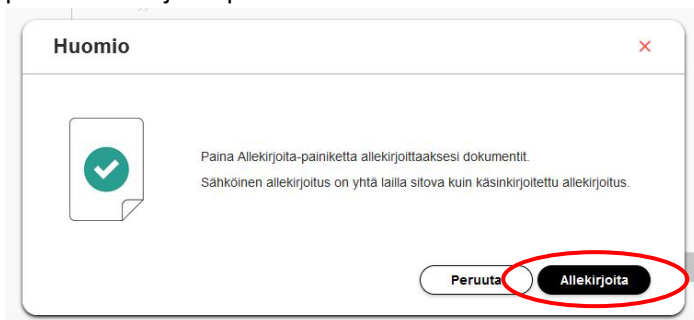 Huomio
Paina Allekirjoita-painiketta allekirjoittaaksesi dokumentit.
Sähköinen allekirjoitus on yhtä lailla sitova kuin käsinkirjoitettu allekirjoitus.
Peruuta
Allekirjoita